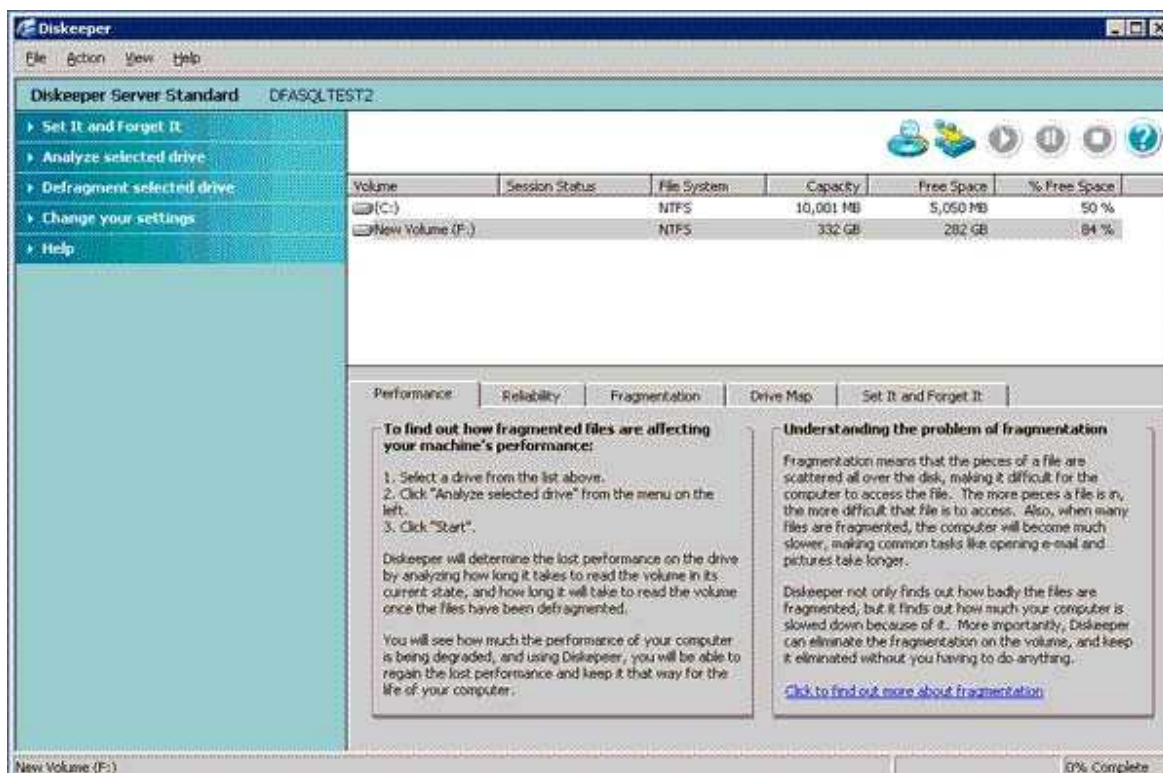 Diskeeper
File Action View Help
Diskeeper Server Standard DFASQLTEST2
Set It and Forget It
Analyze selected drive
Defragment selected drive
Change your settings
Help
Volume Session Status File System Capacity Free Space % Free Space
(C:) NTFS 10,001 MB 5,050 MB 50 %
New Volume (F:) NTFS 332 GB 282 GB 84 %
Performance Reliability Fragmentation Drive Map Set It and Forget It
To find out how fragmented files are affecting
your machine's performance:
1. Select a drive from the list above.
2. Click "Analyze selected drive" from the menu on the
left.
3. Click "Start".
Diskeeper will determine the lost performance on the drive
by analyzing how long it takes to read the volume in its
current state, and how long it will take to read the volume
once the files have been defragmented.
You will see how much the performance of your computer
is being degraded, and using Diskepeer, you will be able to
regain the lost performance and keep it that way for the
life of your computer.
Understanding the problem of fragmentation
Fragmentation means that the pieces of a file are
scattered all over the disk, making it difficult for the
computer to access the file. The more pieces a file is in,
the more difficult that file is to access. Also, when many
files are fragmented, the computer will become much
slower, making common tasks like opening e-mail and
pictures take longer.
Diskeeper not only finds out how badly the files are
fragmented, but it finds out how much your computer is
slowed down because of it. More importantly, Diskeeper
can eliminate the fragmentation on the volume, and keep
it eliminated without you having to do anything.
Click to find out more about fragmentation
New Volume (F:) 0% Complete